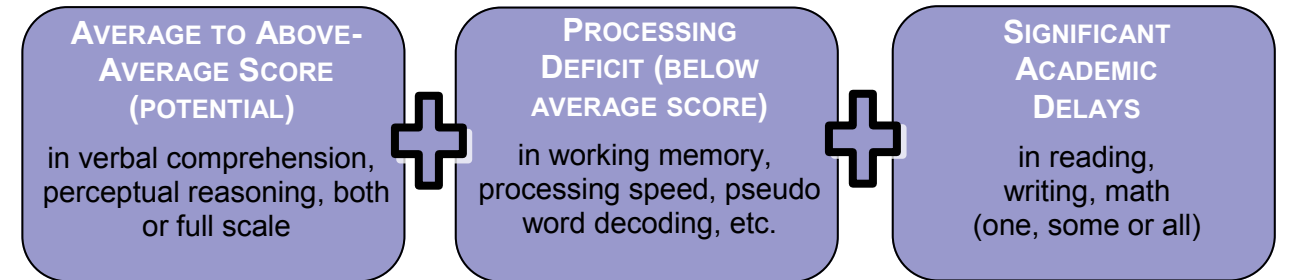 AVERAGE TO ABOVE-
AVERAGE SCORE
(POTENTIAL)
in verbal comprehension,
perceptual reasoning, both
or full scale
PROCESSING
DEFICIT (BELOW
AVERAGE SCORE)
in working memory,
processing speed, pseudo
word decoding, etc.
SIGNIFICANT
ACADEMIC
DELAYS
in reading,
writing, math
(one, some or all)